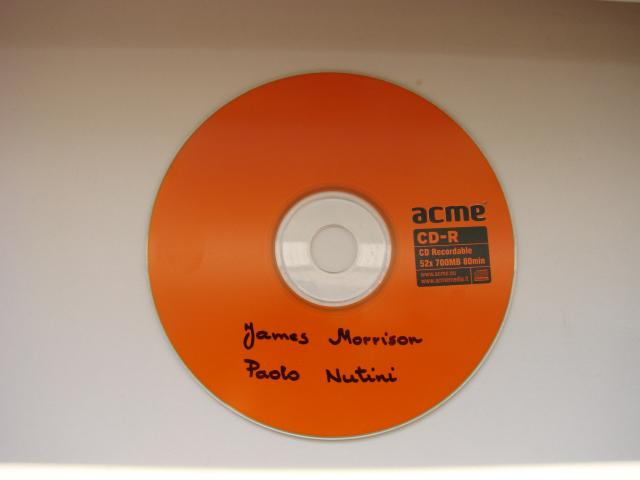 acme
CD-R
CD Recordable
52x 700MB 80min
www.acme.eu
www.acmemedia.lt
James Morrison
Paolo Nutini